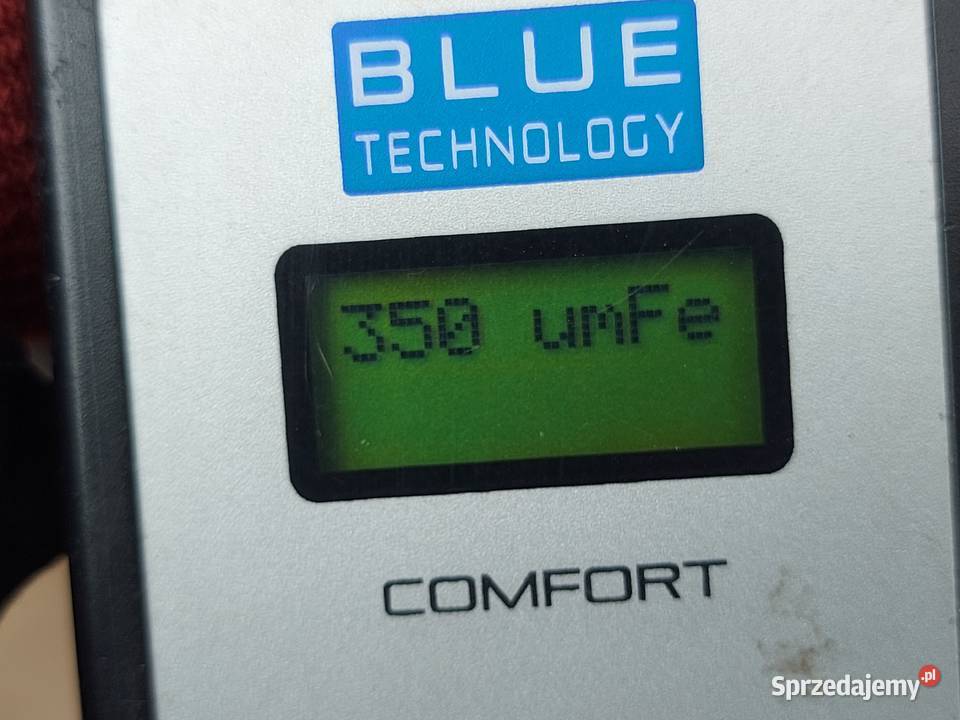 BLUE
TECHNOLOGY
350 umFe
COMFORT
Sprzedajemy.pl